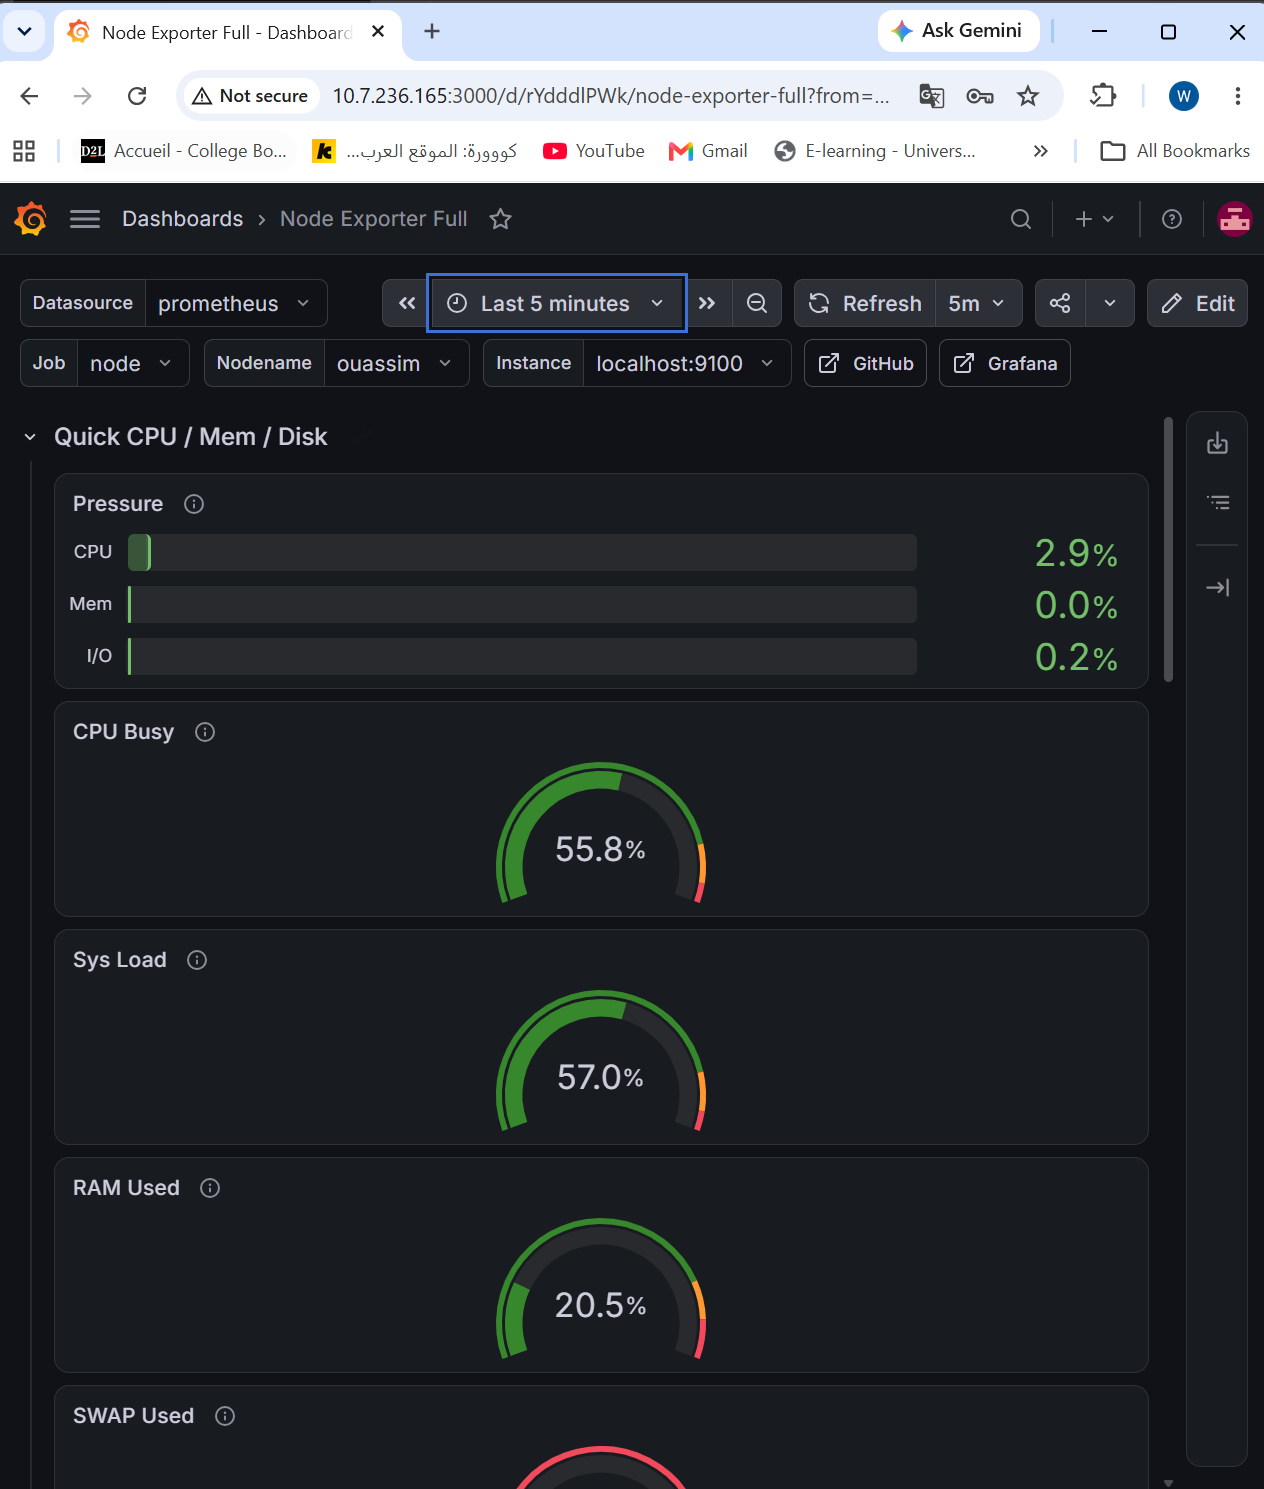 Node Exporter Full - Dashboard
Ask Gemini
Not secure
10.7.236.165:3000/d/rYdddlPWk/node-exporter-full?from=...
W
D2L
Accueil - College Bo...
كووورة: الموقع العرب...
YouTube
Gmail
E-learning - Univers...
All Bookmarks
Dashboards › Node Exporter Full
Datasource prometheus
Last 5 minutes
Refresh 5m
Edit
Job node
Nodename ouassim
Instance localhost:9100
GitHub
Grafana
Quick CPU / Mem / Disk
Pressure
CPU 2.9%
Mem 0.0%
I/O 0.2%
CPU Busy
55.8%
Sys Load
57.0%
RAM Used
20.5%
SWAP Used